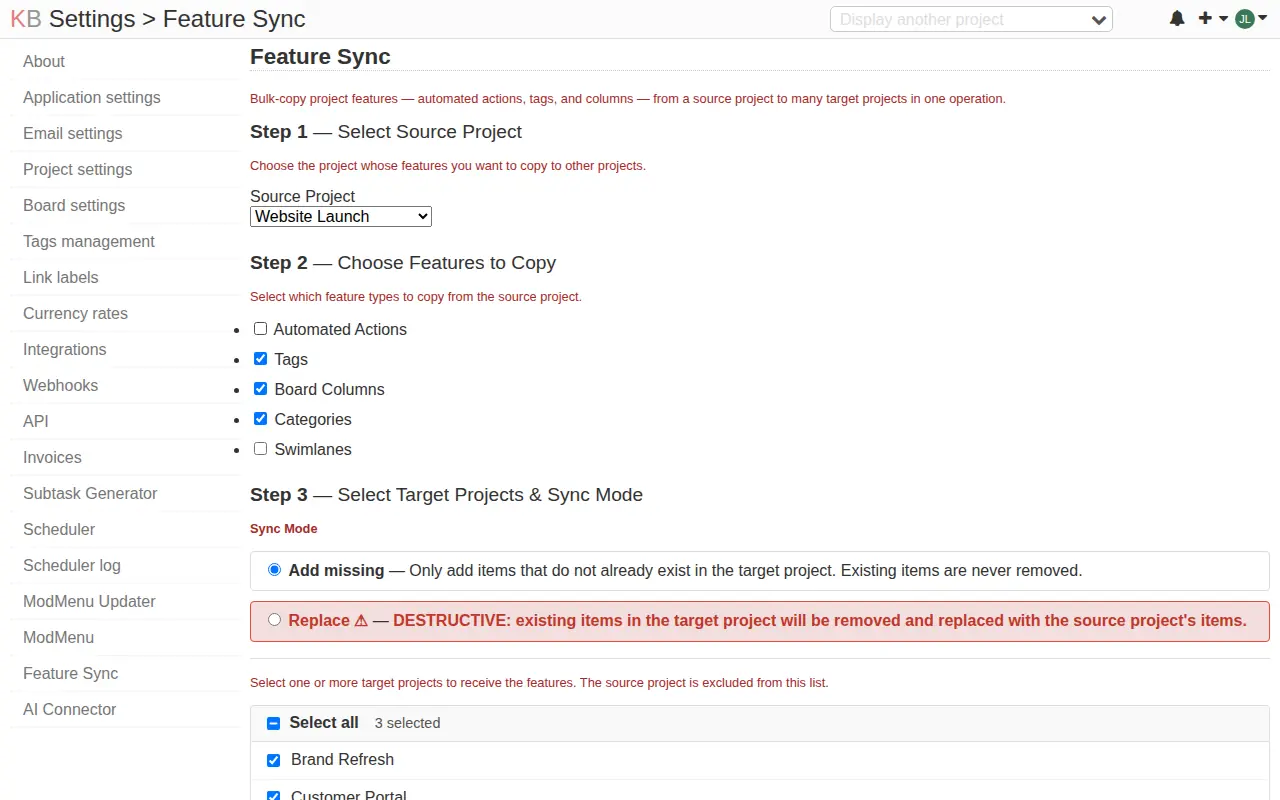 KB Settings > Feature Sync
Display another project
JL
About
Application settings
Email settings
Project settings
Board settings
Tags management
Link labels
Currency rates
Integrations
Webhooks
API
Invoices
Subtask Generator
Scheduler
Scheduler log
ModMenu Updater
ModMenu
Feature Sync
AI Connector
Feature Sync
Bulk-copy project features — automated actions, tags, and columns — from a source project to many target projects in one operation.
Step 1 — Select Source Project
Choose the project whose features you want to copy to other projects.
Source Project
Website Launch
Step 2 — Choose Features to Copy
Select which feature types to copy from the source project.
Automated Actions
Tags
Board Columns
Categories
Swimlanes
Step 3 — Select Target Projects & Sync Mode
Sync Mode
Add missing — Only add items that do not already exist in the target project. Existing items are never removed.
Replace ⚠ — DESTRUCTIVE: existing items in the target project will be removed and replaced with the source project's items.
Select one or more target projects to receive the features. The source project is excluded from this list.
Select all 3 selected
Brand Refresh
Customer Portal